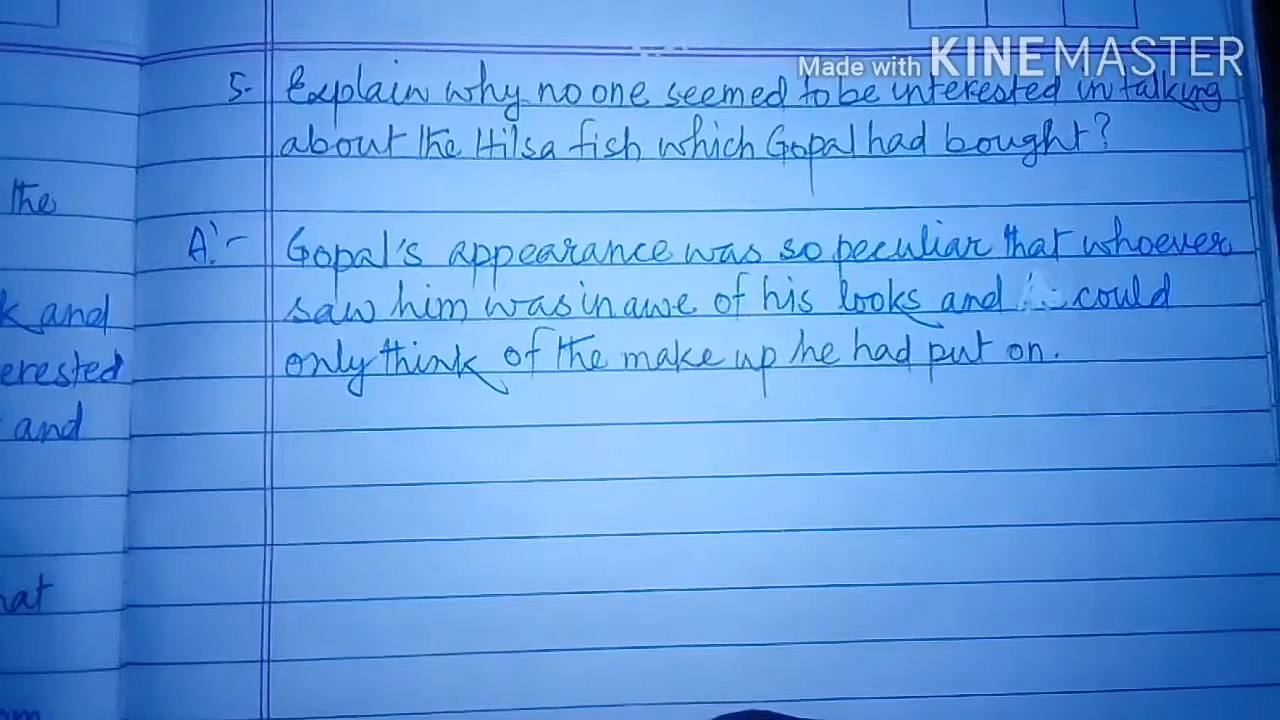 Made with KINEMASTER
5. Explain why no one seemed to be interested in talking
about the Hilsa fish which Gopal had bought?
the
A:- Gopal's appearance was so peculiar that whoever
saw him was in awe of his looks and could
k and
only think of the make up he had put on.
erested
and
hat